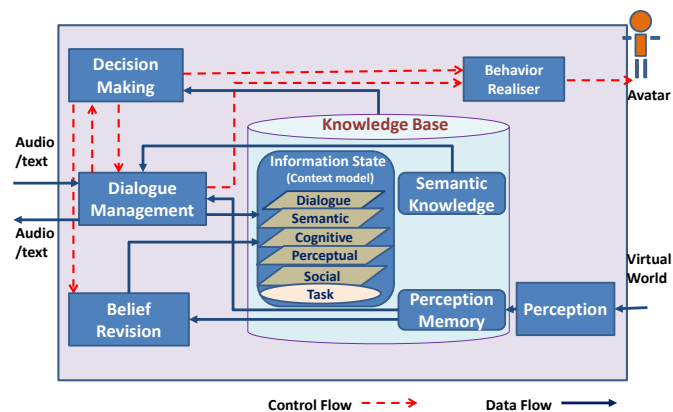 Decision
Making
Behavior
Realiser
Avatar
Knowledge Base
Audio
/text
Information State
(Context model)
Dialogue
Management
Semantic
Knowledge
Dialogue
Semantic
Cognitive
Perceptual
Social
Task
Audio
/text
Virtual
World
Belief
Revision
Perception
Memory
Perception
Control Flow
Data Flow